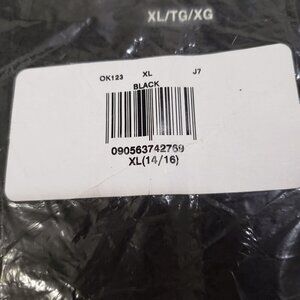 XL/TG/XG
OK123 XL J7
BLACK
090563742769
XL(14/16)